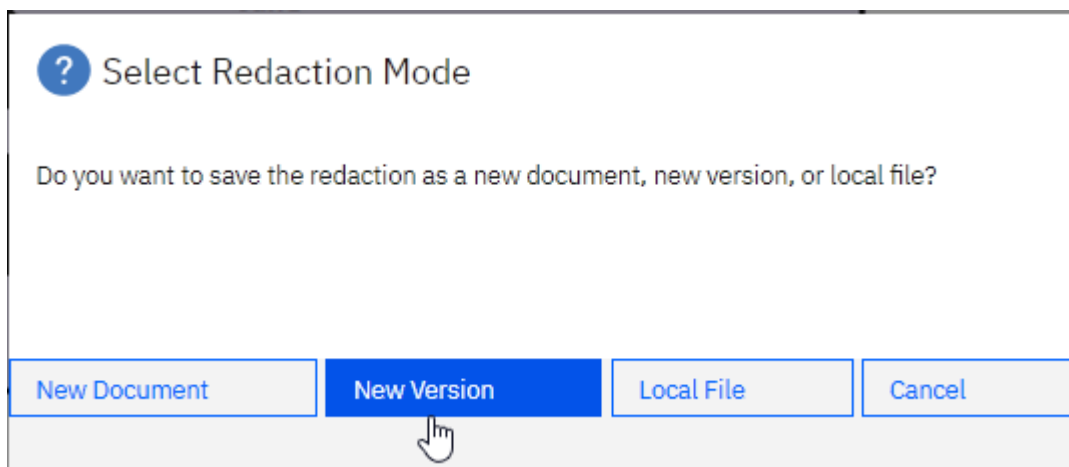 Select Redaction Mode
Do you want to save the redaction as a new document, new version, or local file?
New Document
New Version
Local File
Cancel